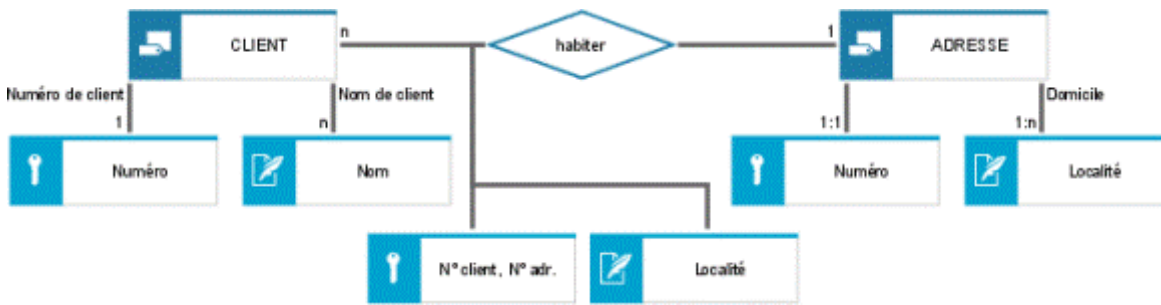 n
CLIENT
habiter
1
ADRESSE
Numéro de client
Nom de client
Domicile
1
n
1:1
1:n
Numéro
Nom
Numéro
Localité
N° client, N° adr.
Localité